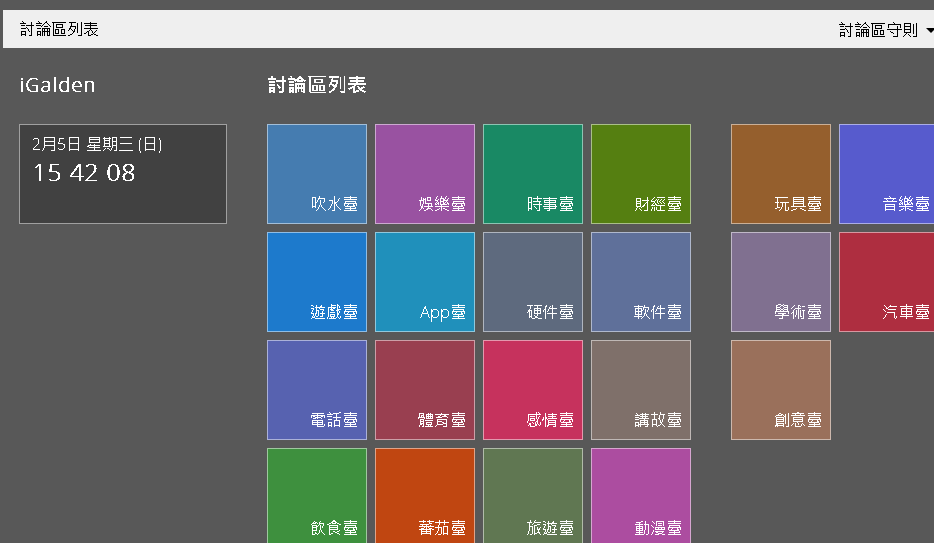 討論區列表
討論區守則
iGalden
討論區列表
2月5日 星期三 (日)
15 42 08
吹水臺
娛樂臺
時事臺
財經臺
玩具臺
音樂臺
遊戲臺
App臺
硬件臺
軟件臺
學術臺
汽車臺
電話臺
體育臺
感情臺
講故臺
創意臺
飲食臺
蕃茄臺
旅遊臺
動漫臺